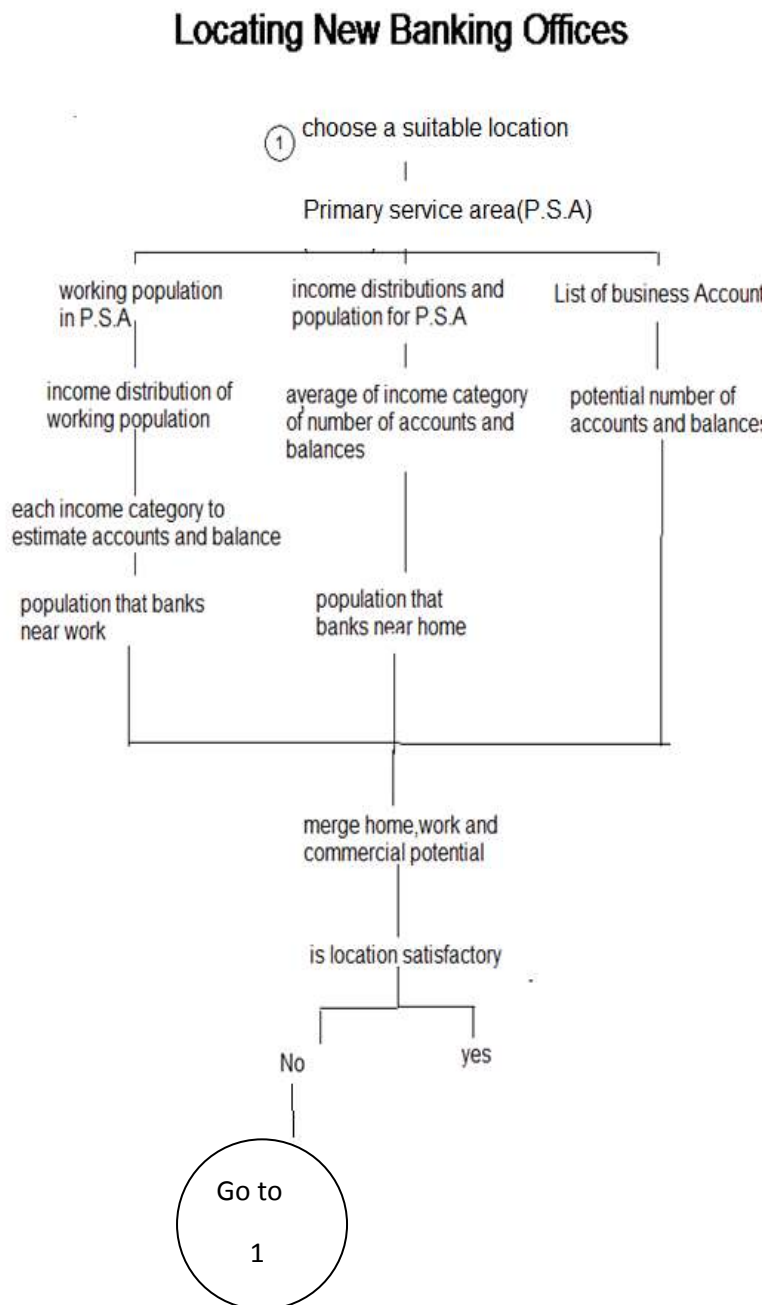 Locating New Banking Offices
1
choose a suitable location
Primary service area(P.S.A)
working population
in P.S.A
income distributions and
population for P.S.A
List of business Account
income distribution of
working population
average of income category
of number of accounts and
balances
potential number of
accounts and balances
each income category to
estimate accounts and balance
population that banks
near work
population that
banks near home
merge home,work and
commercial potential
is location satisfactory
No
yes
Go to
1